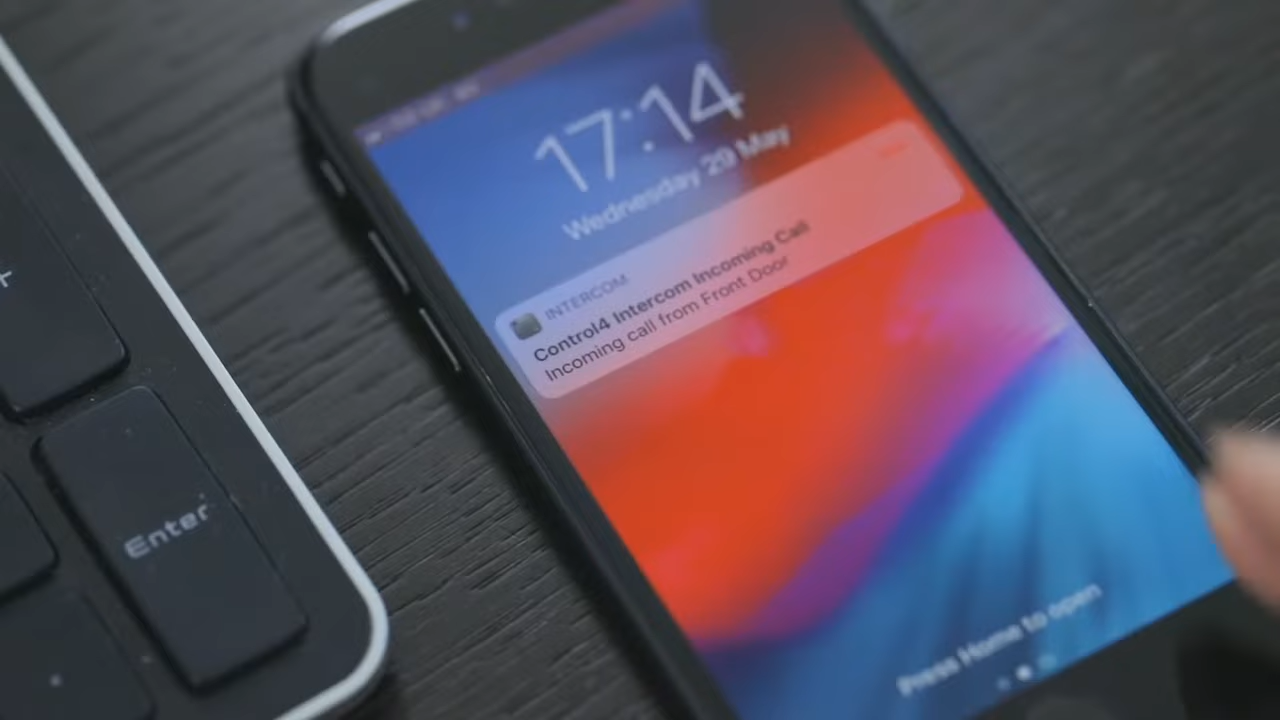 17:14
Wednesday 29 May
INTERCOM
Control4 Intercom Incoming Call
Incoming call from Front Door
Press Home to open
+
Enter